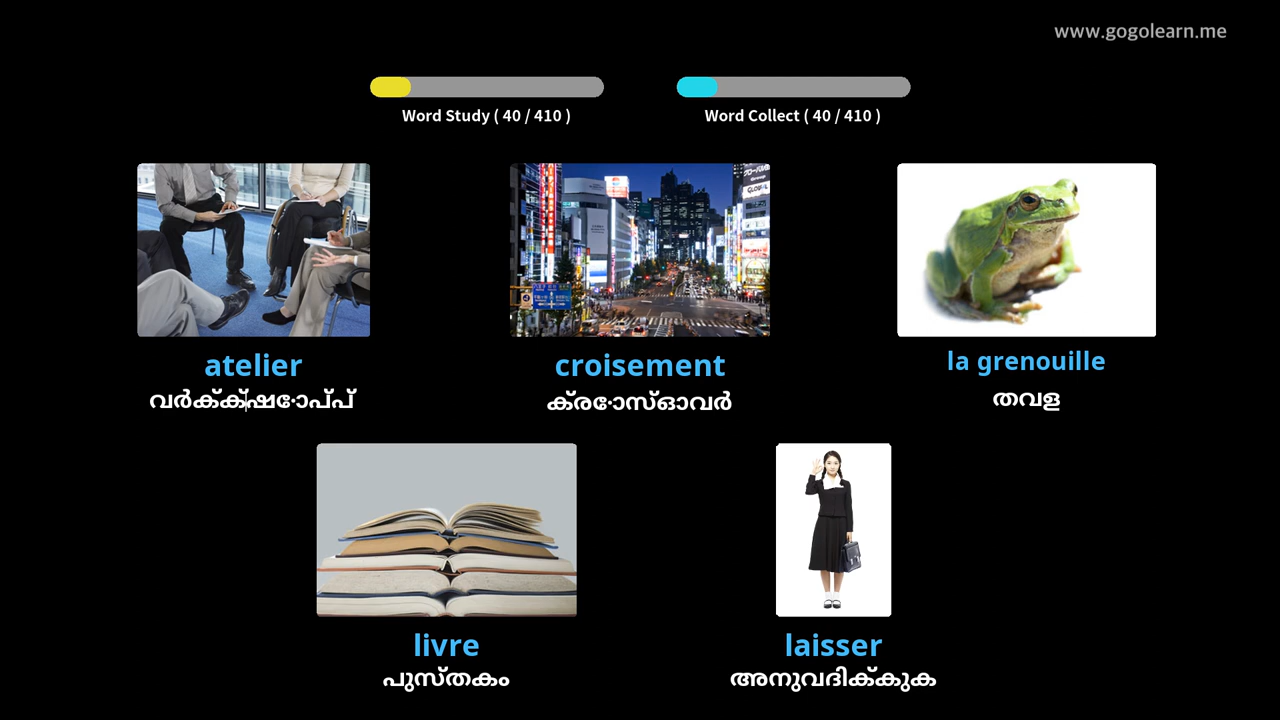 www.gogolearn.me
Word Study ( 40 / 410 )
Word Collect ( 40 / 410 )
GLOBAL
atelier
വർക്ക്ഷോപ്പ്
croisement
ക്രോസ്ഓവർ
la grenouille
തവള
livre
പുസ്തകം
laisser
അനുവദിക്കുക